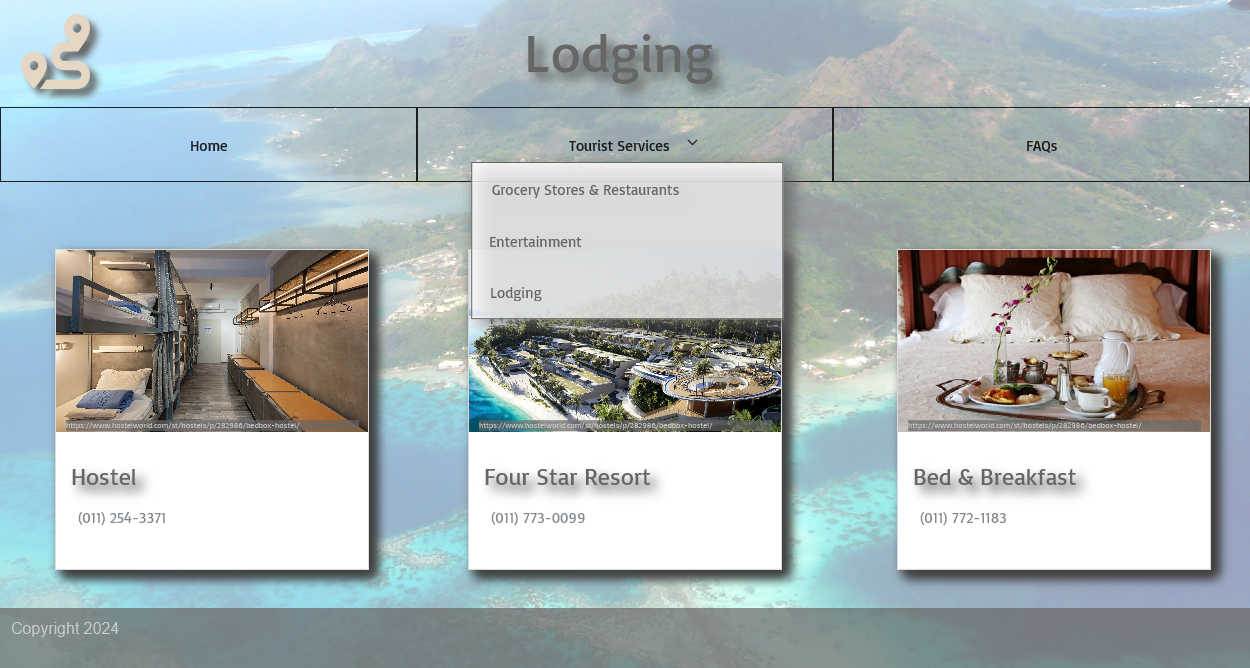 Lodging
Home
Tourist Services
FAQs
Grocery Stores & Restaurants
Entertainment
Lodging
https://www.hostelworld.com/st/hostels/p/282986/bedbox-hostel/
https://www.hostelworld.com/st/hostels/p/282986/bedbox-hostel/
https://www.hostelworld.com/st/hostels/p/282986/bedbox-hostel/
Hostel
Four Star Resort
Bed & Breakfast
(011) 254-3371
(011) 773-0099
(011) 772-1183
Copyright 2024